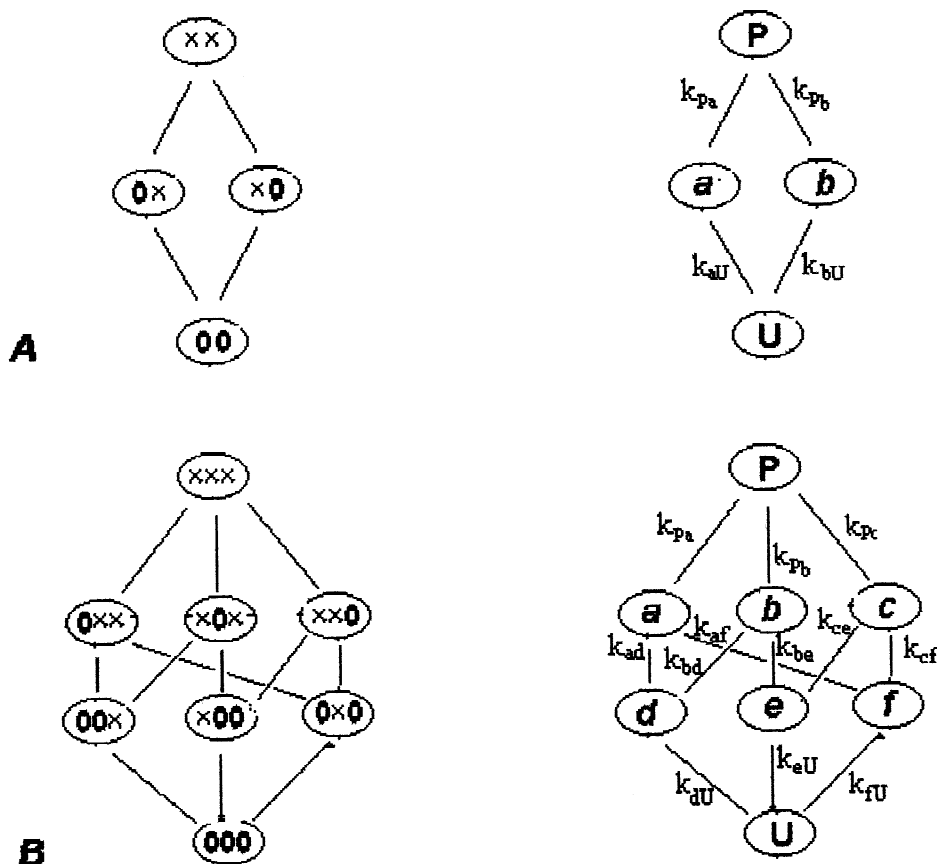 ×× P
k_Pa k_Pb
0× ×0 a b
k_aU k_bU
00 U
A
××× P
k_Pa k_Pb k_Pc
0×× ×0× ××0 a b c
k_ad k_af k_bd k_be k_ce k_cf
00× ×00 0×0 d e f
k_dU k_eU k_fU
000 U
B